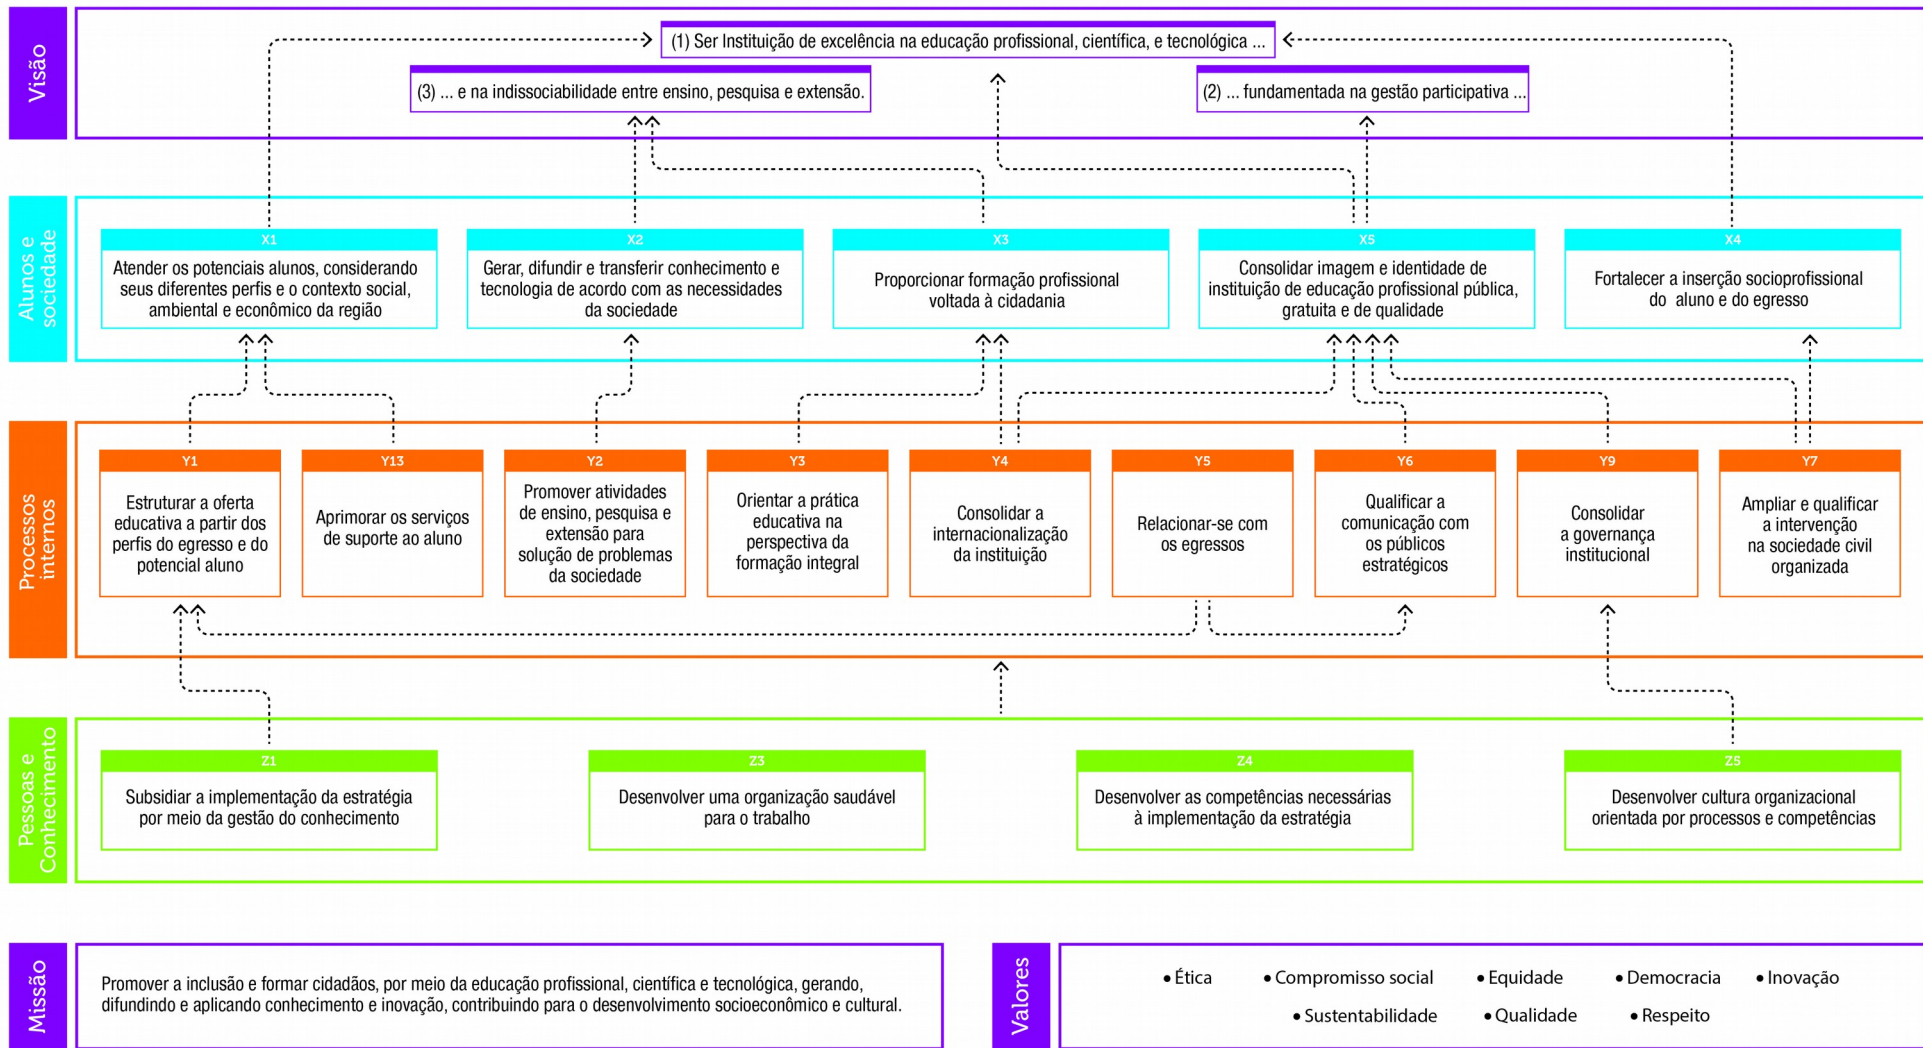 Visão
(1) Ser Instituição de excelência na educação profissional, científica, e tecnológica ...
(3) ... e na indissociabilidade entre ensino, pesquisa e extensão.
(2) ... fundamentada na gestão participativa ...
Alunos e
sociedade
X1
Atender os potenciais alunos, considerando
seus diferentes perfis e o contexto social,
ambiental e econômico da região
X2
Gerar, difundir e transferir conhecimento e
tecnologia de acordo com as necessidades
da sociedade
X3
Proporcionar formação profissional
voltada à cidadania
X5
Consolidar imagem e identidade de
instituição de educação profissional pública,
gratuita e de qualidade
X4
Fortalecer a inserção socioprofissional
do aluno e do egresso
Processos
internos
Y1
Estruturar a oferta
educativa a partir dos
perfis do egresso e do
potencial aluno
Y13
Aprimorar os serviços
de suporte ao aluno
Y2
Promover atividades
de ensino, pesquisa e
extensão para
solução de problemas
da sociedade
Y3
Orientar a prática
educativa na
perspectiva da
formação integral
Y4
Consolidar a
internacionalização
da instituição
Y5
Relacionar-se com
os egressos
Y6
Qualificar a
comunicação com
os públicos
estratégicos
Y9
Consolidar
a governança
institucional
Y7
Ampliar e qualificar
a intervenção
na sociedade civil
organizada
Pessoas e
Conhecimento
Z1
Subsidiar a implementação da estratégia
por meio da gestão do conhecimento
Z3
Desenvolver uma organização saudável
para o trabalho
Z4
Desenvolver as competências necessárias
à implementação da estratégia
Z5
Desenvolver cultura organizacional
orientada por processos e competências
Missão
Promover a inclusão e formar cidadãos, por meio da educação profissional, científica e tecnológica, gerando,
difundindo e aplicando conhecimento e inovação, contribuindo para o desenvolvimento socioeconômico e cultural.
Valores
• Ética • Compromisso social • Equidade • Democracia • Inovação
• Sustentabilidade • Qualidade • Respeito